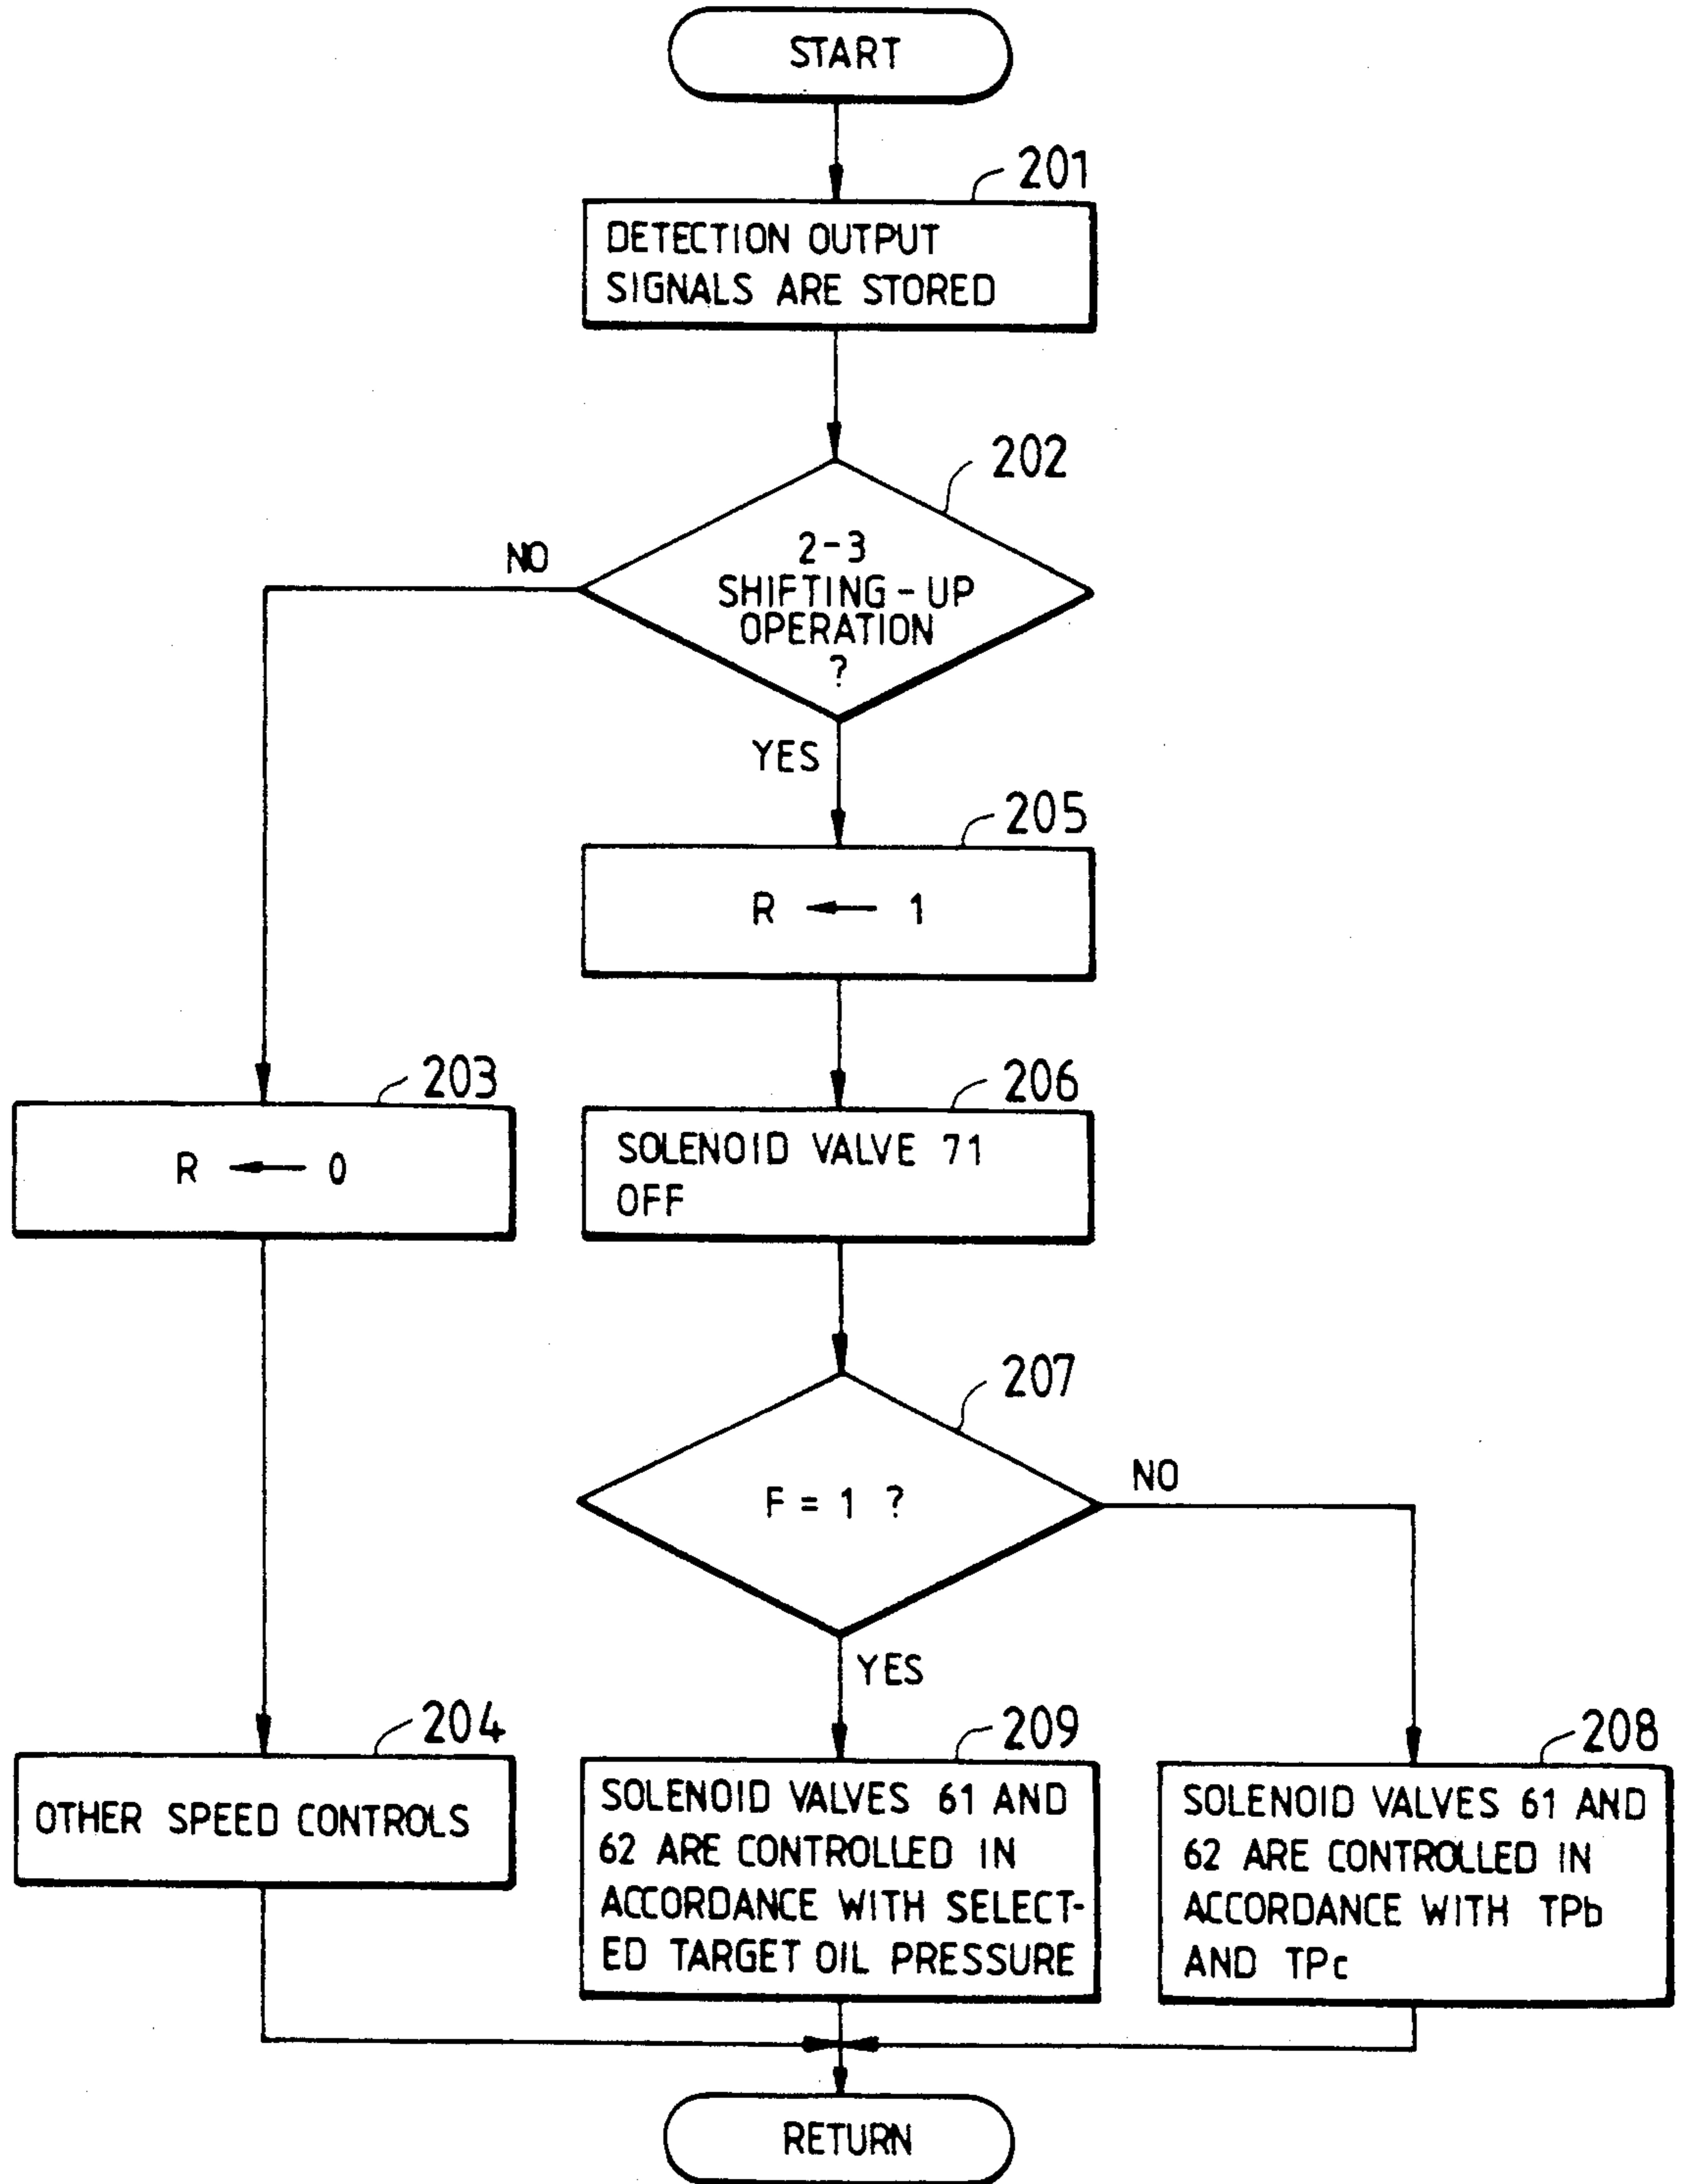 START
201
DETECTION OUTPUT
SIGNALS ARE STORED
202
NO
2-3
SHIFTING-UP
OPERATION
?
YES
205
R ← 1
203
R ← 0
206
SOLENOID VALVE 71
OFF
207
F = 1 ?
NO
YES
204
OTHER SPEED CONTROLS
209
SOLENOID VALVES 61 AND
62 ARE CONTROLLED IN
ACCORDANCE WITH SELECT-
ED TARGET OIL PRESSURE
208
SOLENOID VALVES 61 AND
62 ARE CONTROLLED IN
ACCORDANCE WITH TPb
AND TPc
RETURN